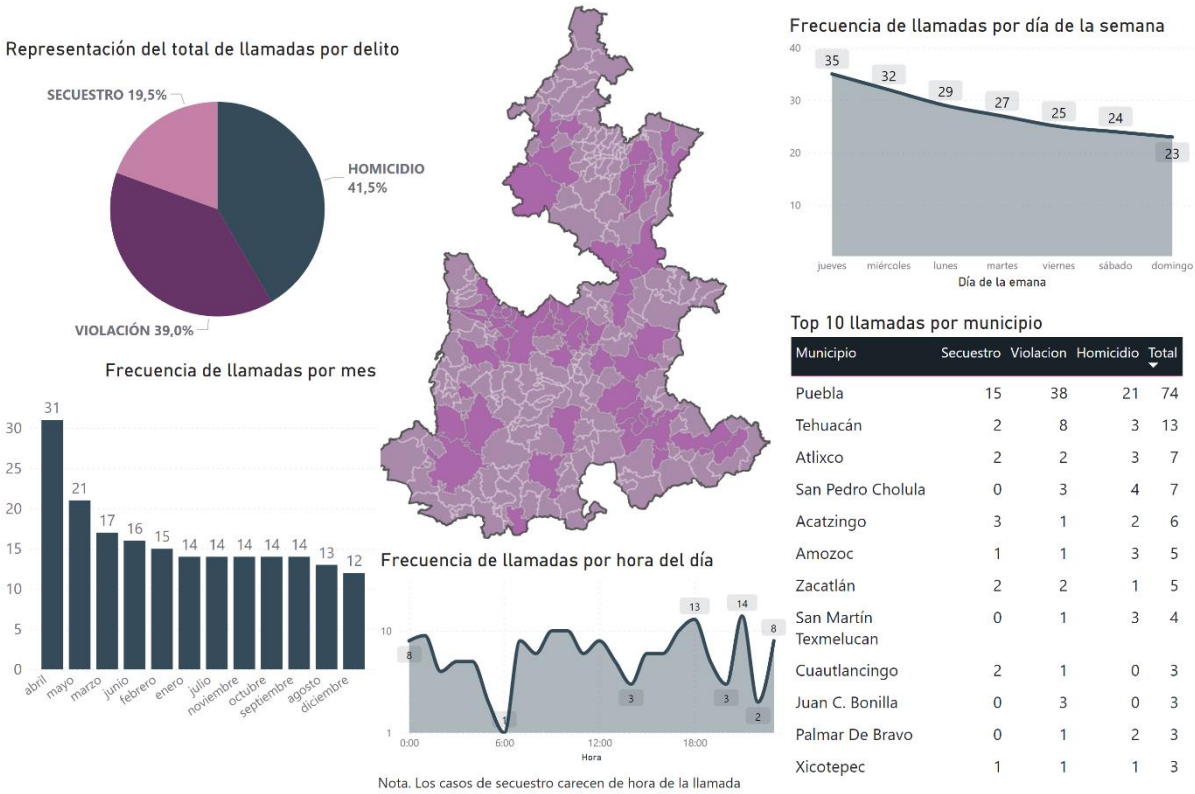 Representación del total de llamadas por delito
SECUESTRO 19,5%
HOMICIDIO
41,5%
VIOLACIÓN 39,0%
Frecuencia de llamadas por mes
30
25
20
15
10
5
0
31
21
17
16
15
14
14
14
14
14
13
12
abril
mayo
marzo
junio
febrero
enero
julio
noviembre
octubre
septiembre
agosto
diciembre
Frecuencia de llamadas por hora del día
10
1
8
1
3
13
3
14
2
8
0:00
6:00
12:00
18:00
Hora
Nota. Los casos de secuestro carecen de hora de la llamada
Frecuencia de llamadas por día de la semana
40
30
20
10
35
32
29
27
25
24
23
jueves
miércoles
lunes
martes
viernes
sábado
domingo
Día de la emana
Top 10 llamadas por municipio
Municipio Secuestro Violacion Homicidio Total
Puebla 15 38 21 74
Tehuacán 2 8 3 13
Atlixco 2 2 3 7
San Pedro Cholula 0 3 4 7
Acatzingo 3 1 2 6
Amozoc 1 1 3 5
Zacatlán 2 2 1 5
San Martín
Texmelucan 0 1 3 4
Cuautlancingo 2 1 0 3
Juan C. Bonilla 0 3 0 3
Palmar De Bravo 0 1 2 3
Xicotepec 1 1 1 3